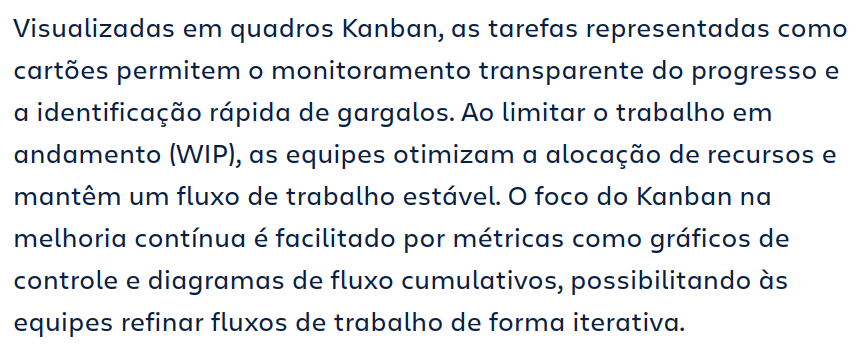 Visualizadas em quadros Kanban, as tarefas representadas como
cartões permitem o monitoramento transparente do progresso e
a identificação rápida de gargalos. Ao limitar o trabalho em
andamento (WIP), as equipes otimizam a alocação de recursos e
mantêm um fluxo de trabalho estável. O foco do Kanban na
melhoria contínua é facilitado por métricas como gráficos de
controle e diagramas de fluxo cumulativos, possibilitando às
equipes refinar fluxos de trabalho de forma iterativa.